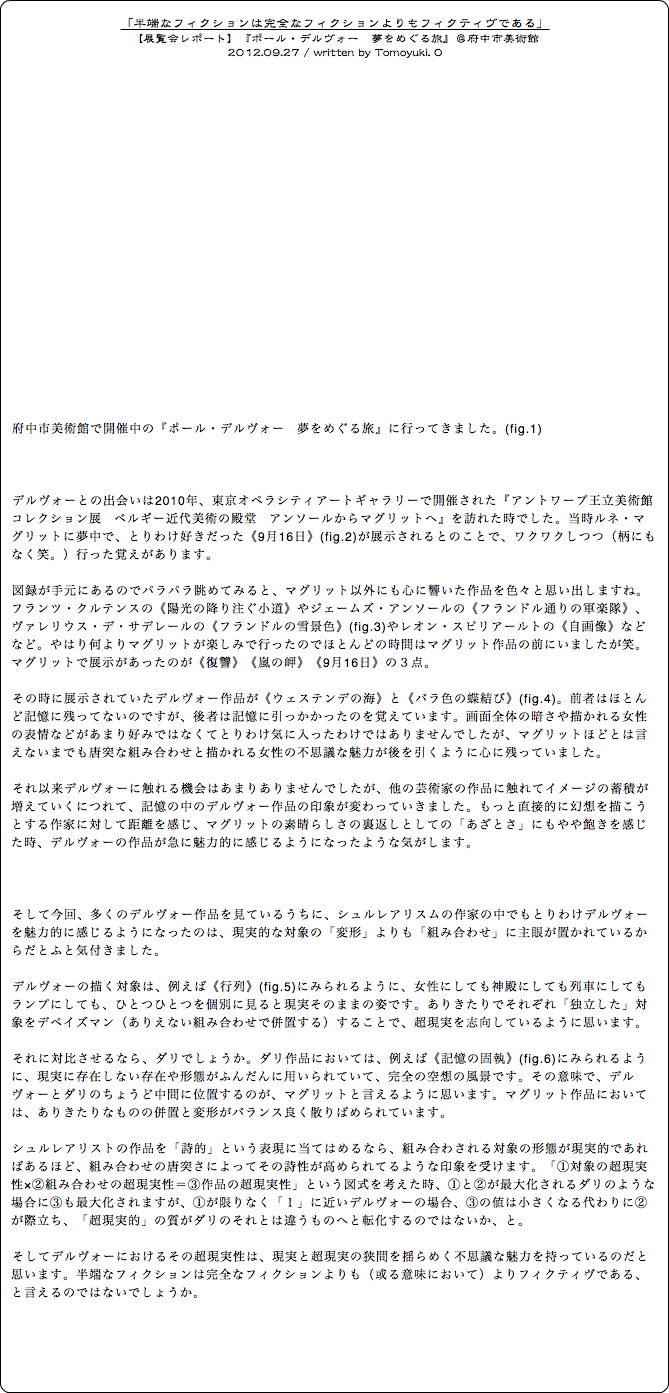 「半端なフィクションは完全なフィクションよりもフィクティヴである」
【展覧会レポート】『ポール・デルヴォー　夢をめぐる旅』＠府中市美術館
2012.09.27 / written by Tomoyuki. O
府中市美術館で開催中の『ポール・デルヴォー　夢をめぐる旅』に行ってきました。(fig.1)
デルヴォーとの出会いは2010年、東京オペラシティアートギャラリーで開催された『アントワープ王立美術館
コレクション展　ベルギー近代美術の殿堂　アンソールからマグリットへ』を訪れた時でした。当時ルネ・マ
グリットに夢中で、とりわけ好きだった《9月16日》(fig.2)が展示されるとのことで、ワクワクしつつ（柄にも
なく笑。）行った覚えがあります。
図録が手元にあるのでパラパラ眺めてみると、マグリット以外にも心に響いた作品を色々と思い出しますね。
フランツ・クルテンスの《陽光の降り注ぐ小道》やジェームズ・アンソールの《フランドル通りの軍楽隊》、
ヴァレリウス・デ・サデレールの《フランドルの雪景色》(fig.3)やレオン・スピリアールトの《自画像》など
など。やはり何よりマグリットが楽しみで行ったのでほとんどの時間はマグリット作品の前にいましたが笑。
マグリットで展示があったのが《復讐》《嵐の岬》《9月16日》の３点。
その時に展示されていたデルヴォー作品が《ウェステンデの海》と《バラ色の蝶結び》(fig.4)。前者はほとん
ど記憶に残ってないのですが、後者は記憶に引っかかったのを覚えています。画面全体の暗さや描かれる女性
の表情などがあまり好みではなくてとりわけ気に入ったわけではありませんでしたが、マグリットほどとは言
えないまでも唐突な組み合わせと描かれる女性の不思議な魅力が後を引くように心に残っていました。
それ以来デルヴォーに触れる機会はあまりありませんでしたが、他の芸術家の作品に触れてイメージの蓄積が
増えていくにつれて、記憶の中のデルヴォー作品の印象が変わっていきました。もっと直接的に幻想を描こう
とする作家に対して距離を感じ、マグリットの素晴らしさの裏返しとしての「あざとさ」にもやや飽きを感じ
た時、デルヴォーの作品が急に魅力的に感じるようになったような気がします。
そして今回、多くのデルヴォー作品を見ているうちに、シュルレアリスムの作家の中でもとりわけデルヴォー
を魅力的に感じるようになったのは、現実的な対象の「変形」よりも「組み合わせ」に主眼が置かれているか
らだとふと気付きました。
デルヴォーの描く対象は、例えば《行列》(fig.5)にみられるように、女性にしても神殿にしても列車にしても
ランプにしても、ひとつひとつを個別に見ると現実そのままの姿です。ありきたりでそれぞれ「独立した」対
象をデペイズマン（ありえない組み合わせで併置する）することで、超現実を志向しているように思います。
それに対比させるなら、ダリでしょうか。ダリ作品においては、例えば《記憶の固執》(fig.6)にみられるよう
に、現実に存在しない存在や形態がふんだんに用いられていて、完全の空想の風景です。その意味で、デル
ヴォーとダリのちょうど中間に位置するのが、マグリットと言えるように思います。マグリット作品において
は、ありきたりなものの併置と変形がバランス良く散りばめられています。
シュルレアリストの作品を「詩的」という表現に当てはめるなら、組み合わされる対象の形態が現実的であれ
ばあるほど、組み合わせの唐突さによってその詩性が高められてるような印象を受けます。「①対象の超現実
性×②組み合わせの超現実性＝③作品の超現実性」という図式を考えた時、①と②が最大化されるダリのような
場合に③も最大化されますが、①が限りなく「１」に近いデルヴォーの場合、③の値は小さくなる代わりに②
が際立ち、「超現実的」の質がダリのそれとは違うものへと転化するのではないか、と。
そしてデルヴォーにおけるその超現実性は、現実と超現実の狭間を揺らめく不思議な魅力を持っているのだと
思います。半端なフィクションは完全なフィクションよりも（或る意味において）よりフィクティヴである、
と言えるのではないでしょうか。